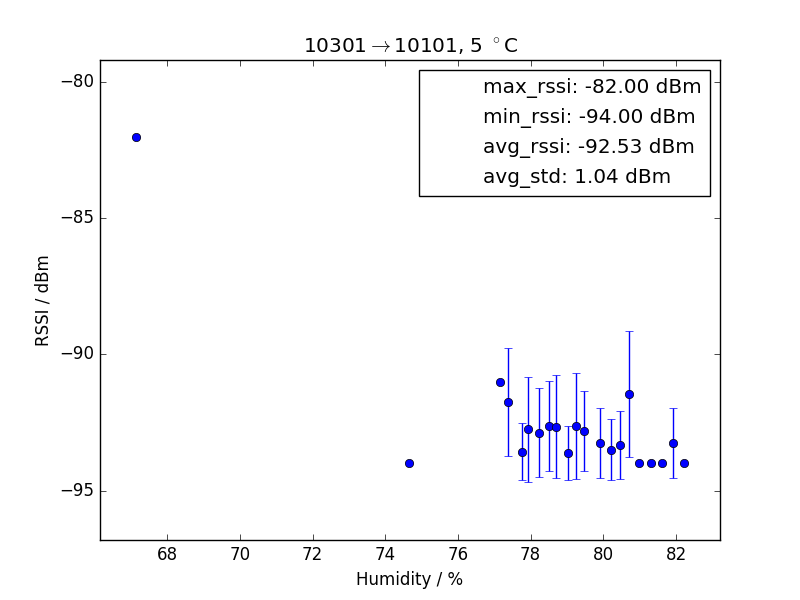 10301→10101, 5 °C
max_rssi: -82.00 dBm
min_rssi: -94.00 dBm
avg_rssi: -92.53 dBm
avg_std: 1.04 dBm
−80
−85
−90
−95
RSSI / dBm
68 70 72 74 76 78 80 82
Humidity / %